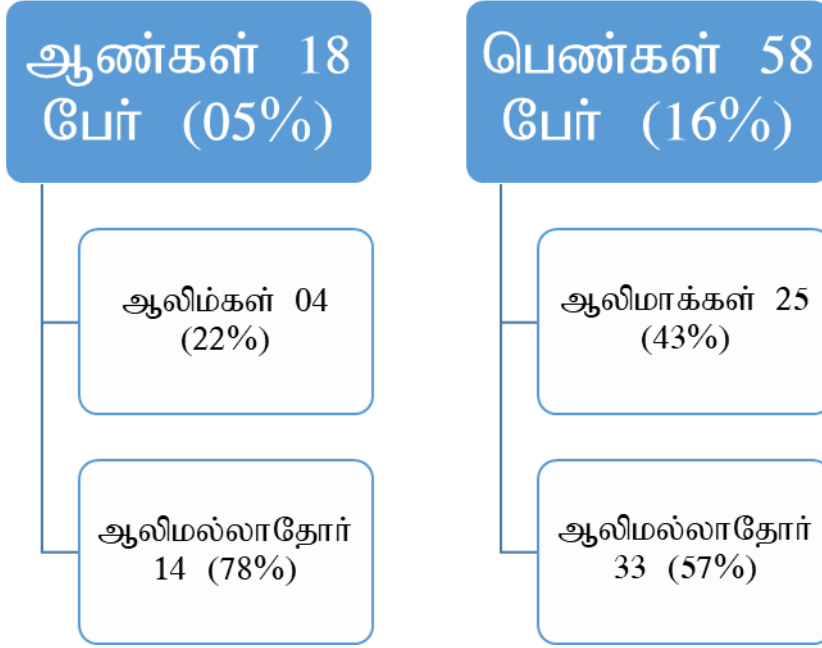 ஆண்கள் 18
பேர் (05%)
ஆலிம்கள் 04
(22%)
ஆலிமல்லாதோர்
14 (78%)
பெண்கள் 58
பேர் (16%)
ஆலிமாக்கள் 25
(43%)
ஆலிமல்லாதோர்
33 (57%)